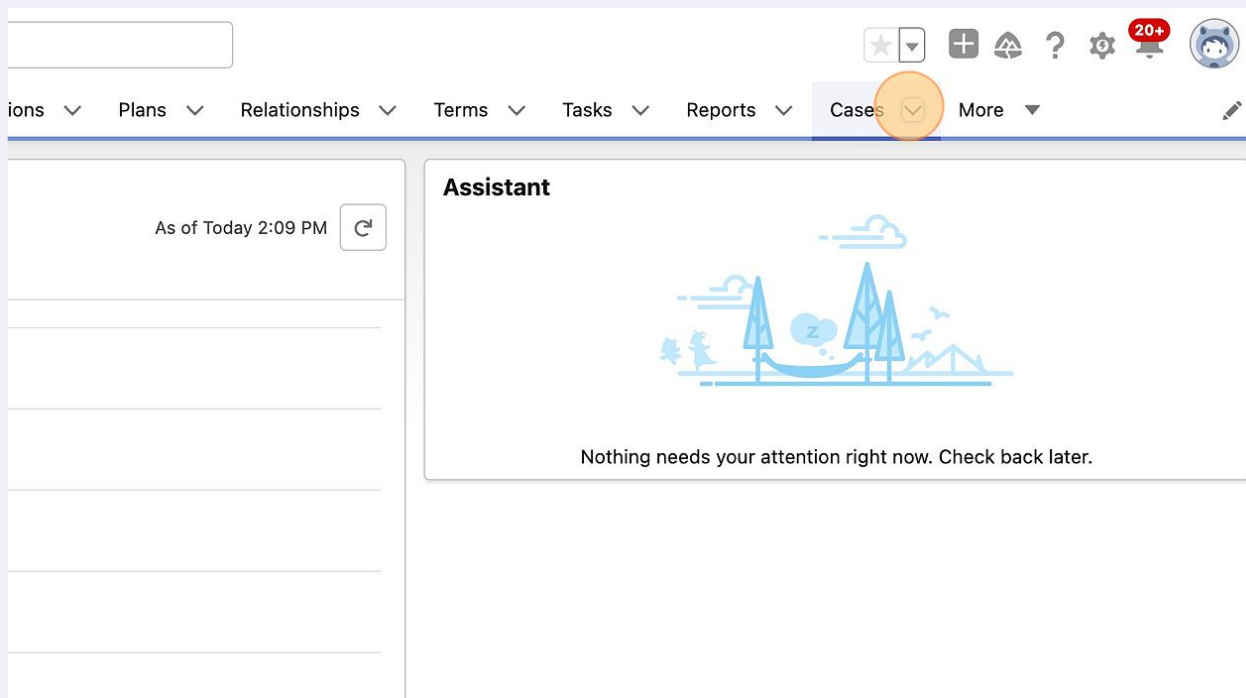 20+
ions Plans Relationships Terms Tasks Reports Cases More
Assistant
As of Today 2:09 PM
z
Nothing needs your attention right now. Check back later.